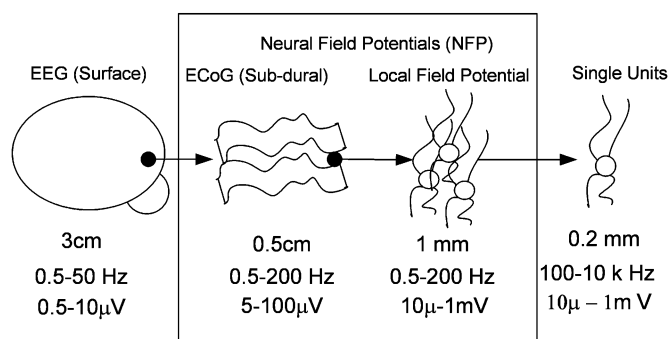 Neural Field Potentials (NFP)
EEG (Surface) ECoG (Sub-dural) Local Field Potential Single Units
3cm 0.5cm 1 mm 0.2 mm
0.5-50 Hz 0.5-200 Hz 0.5-200 Hz 100-10 k Hz
0.5-10μV 5-100μV 10μ-1mV 10μ – 1m V